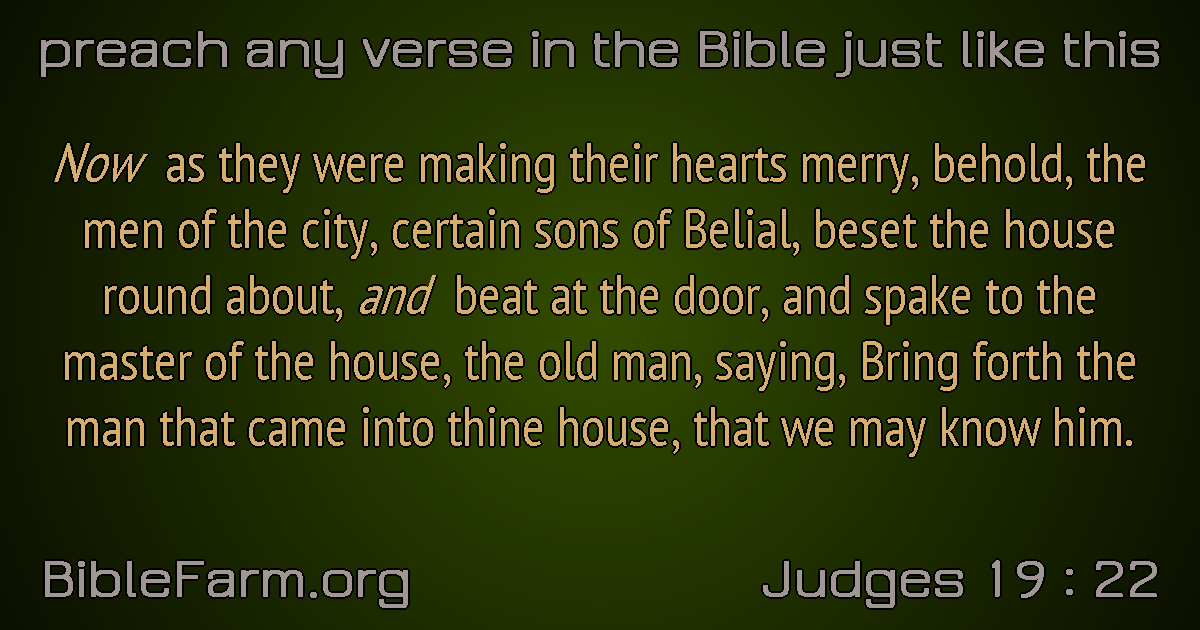 preach any verse in the Bible just like this
Now as they were making their hearts merry, behold, the
men of the city, certain sons of Belial, beset the house
round about, and beat at the door, and spake to the
master of the house, the old man, saying, Bring forth the
man that came into thine house, that we may know him.
BibleFarm.org
Judges 19 : 22